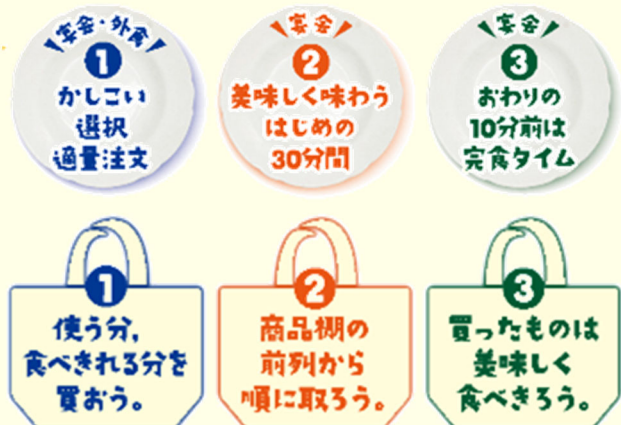 宴会・外食
1
かしこい
選択
適量注文
宴会
2
美味しく味わう
はじめの
30分間
宴会
3
おわりの
10分前は
完食タイム
1
使う分,
食べきれる分を
買おう。
2
商品棚の
前列から
順に取ろう。
3
買ったものは
美味しく
食べきろう。